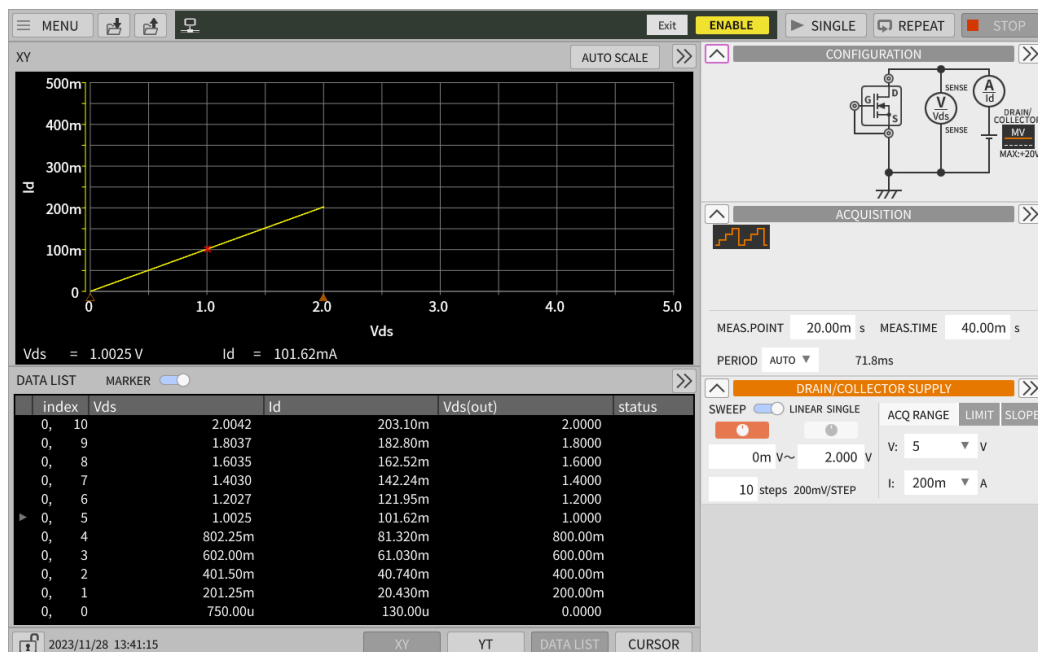 MENU Exit ENABLE SINGLE REPEAT STOP
XY AUTO SCALE
500m
400m
300m
200m
100m
0
Id
0 1.0 2.0 3.0 4.0 5.0
Vds
Vds = 1.0025 V Id = 101.62mA
DATA LIST MARKER
index Vds Id Vds(out) status
0, 10 2.0042 203.10m 2.0000
0, 9 1.8037 182.80m 1.8000
0, 8 1.6035 162.52m 1.6000
0, 7 1.4030 142.24m 1.4000
0, 6 1.2027 121.95m 1.2000
0, 5 1.0025 101.62m 1.0000
0, 4 802.25m 81.320m 800.00m
0, 3 602.00m 61.030m 600.00m
0, 2 401.50m 40.740m 400.00m
0, 1 201.25m 20.430m 200.00m
0, 0 750.00u 130.00u 0.0000
2023/11/28 13:41:15 XY YT DATA LIST CURSOR
CONFIGURATION
G D S
SENSE
V
Vds
SENSE
A
Id
DRAIN/
COLLECTOR
MV
MAX:+20V
ACQUISITION
MEAS.POINT 20.00m s MEAS.TIME 40.00m s
PERIOD AUTO 71.8ms
DRAIN/COLLECTOR SUPPLY
SWEEP LINEAR SINGLE ACQ RANGE LIMIT SLOPE
0m V～ 2.000 V V: 5 V
10 steps 200mV/STEP I: 200m A